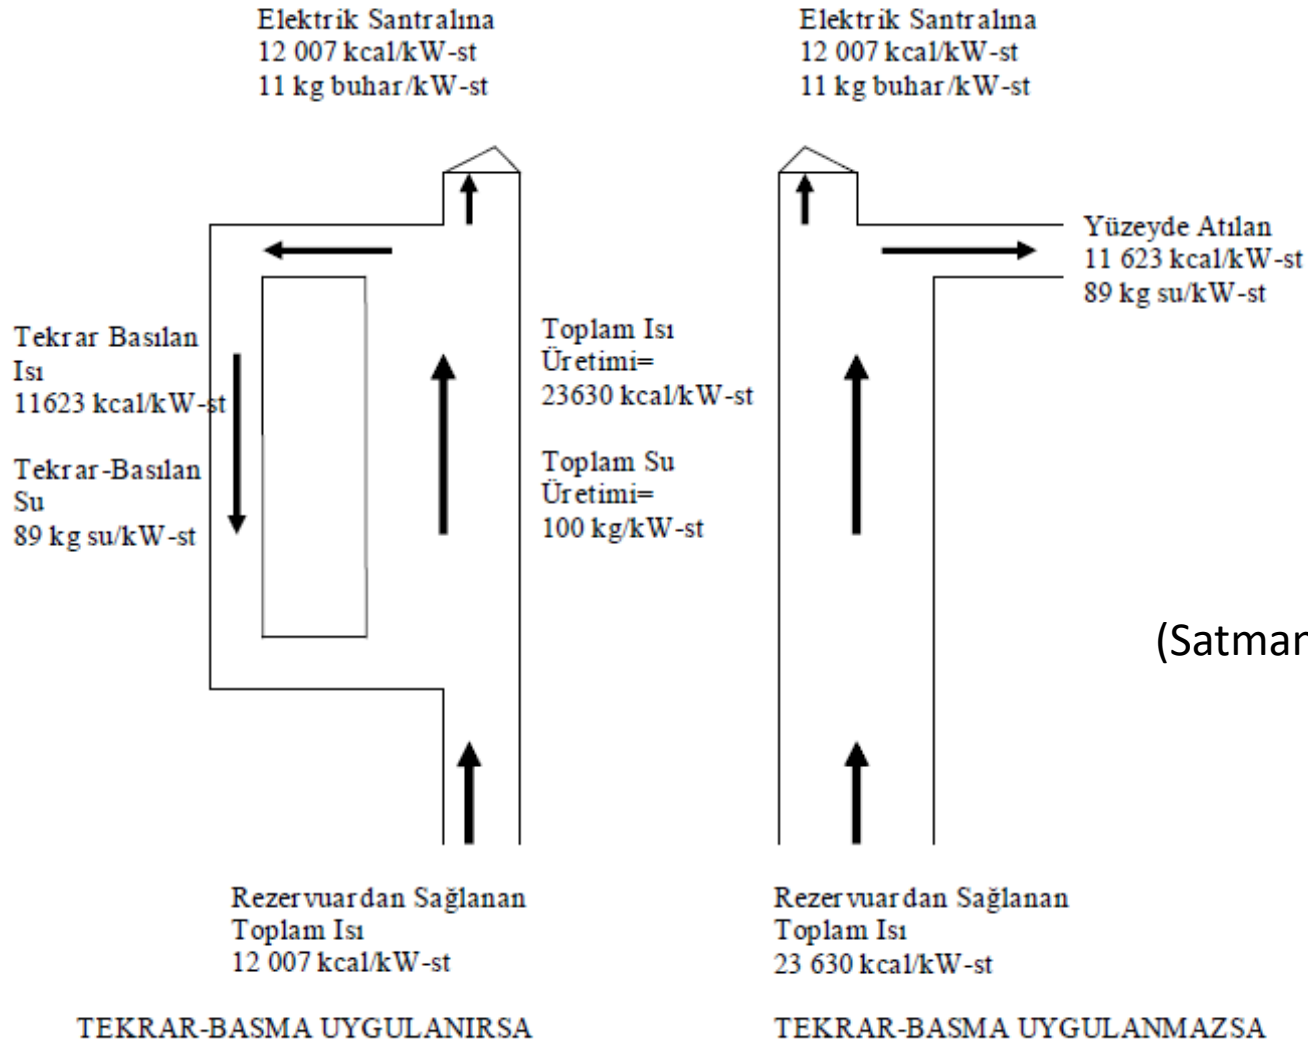 Elektrik Santralına
12 007 kcal/kW-st
11 kg buhar/kW-st
Elektrik Santralına
12 007 kcal/kW-st
11 kg buhar/kW-st
Yüzeyde Atılan
11 623 kcal/kW-st
89 kg su/kW-st
Tekrar Basılan
Isı
11623 kcal/kW-st
Tekrar-Basılan
Su
89 kg su/kW-st
Toplam Isı
Üretimi=
23630 kcal/kW-st
Toplam Su
Üretimi=
100 kg/kW-st
(Satman
Rezervuardan Sağlanan
Toplam Isı
12 007 kcal/kW-st
Rezervuardan Sağlanan
Toplam Isı
23 630 kcal/kW-st
TEKRAR-BASMA UYGULANIRSA
TEKRAR-BASMA UYGULANMAZSA